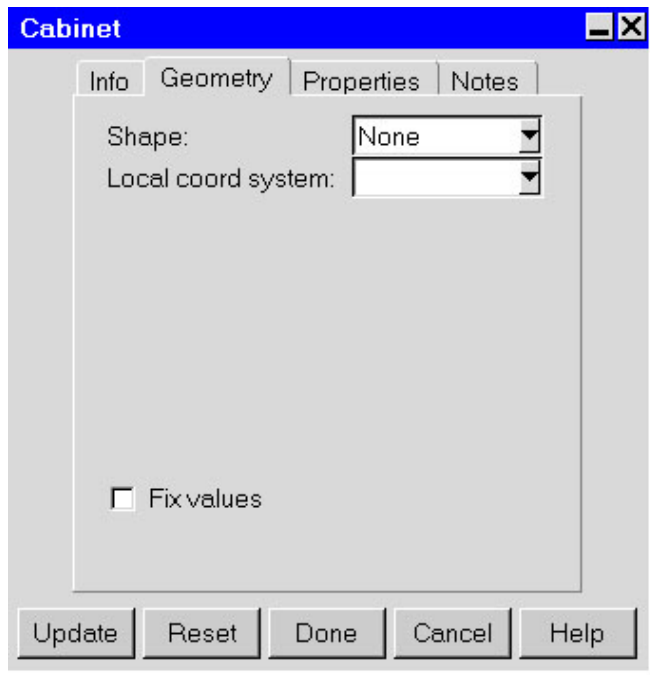 Cabinet
Info Geometry Properties Notes
Shape: None
Local coord system:
Fix values
Update Reset Done Cancel Help